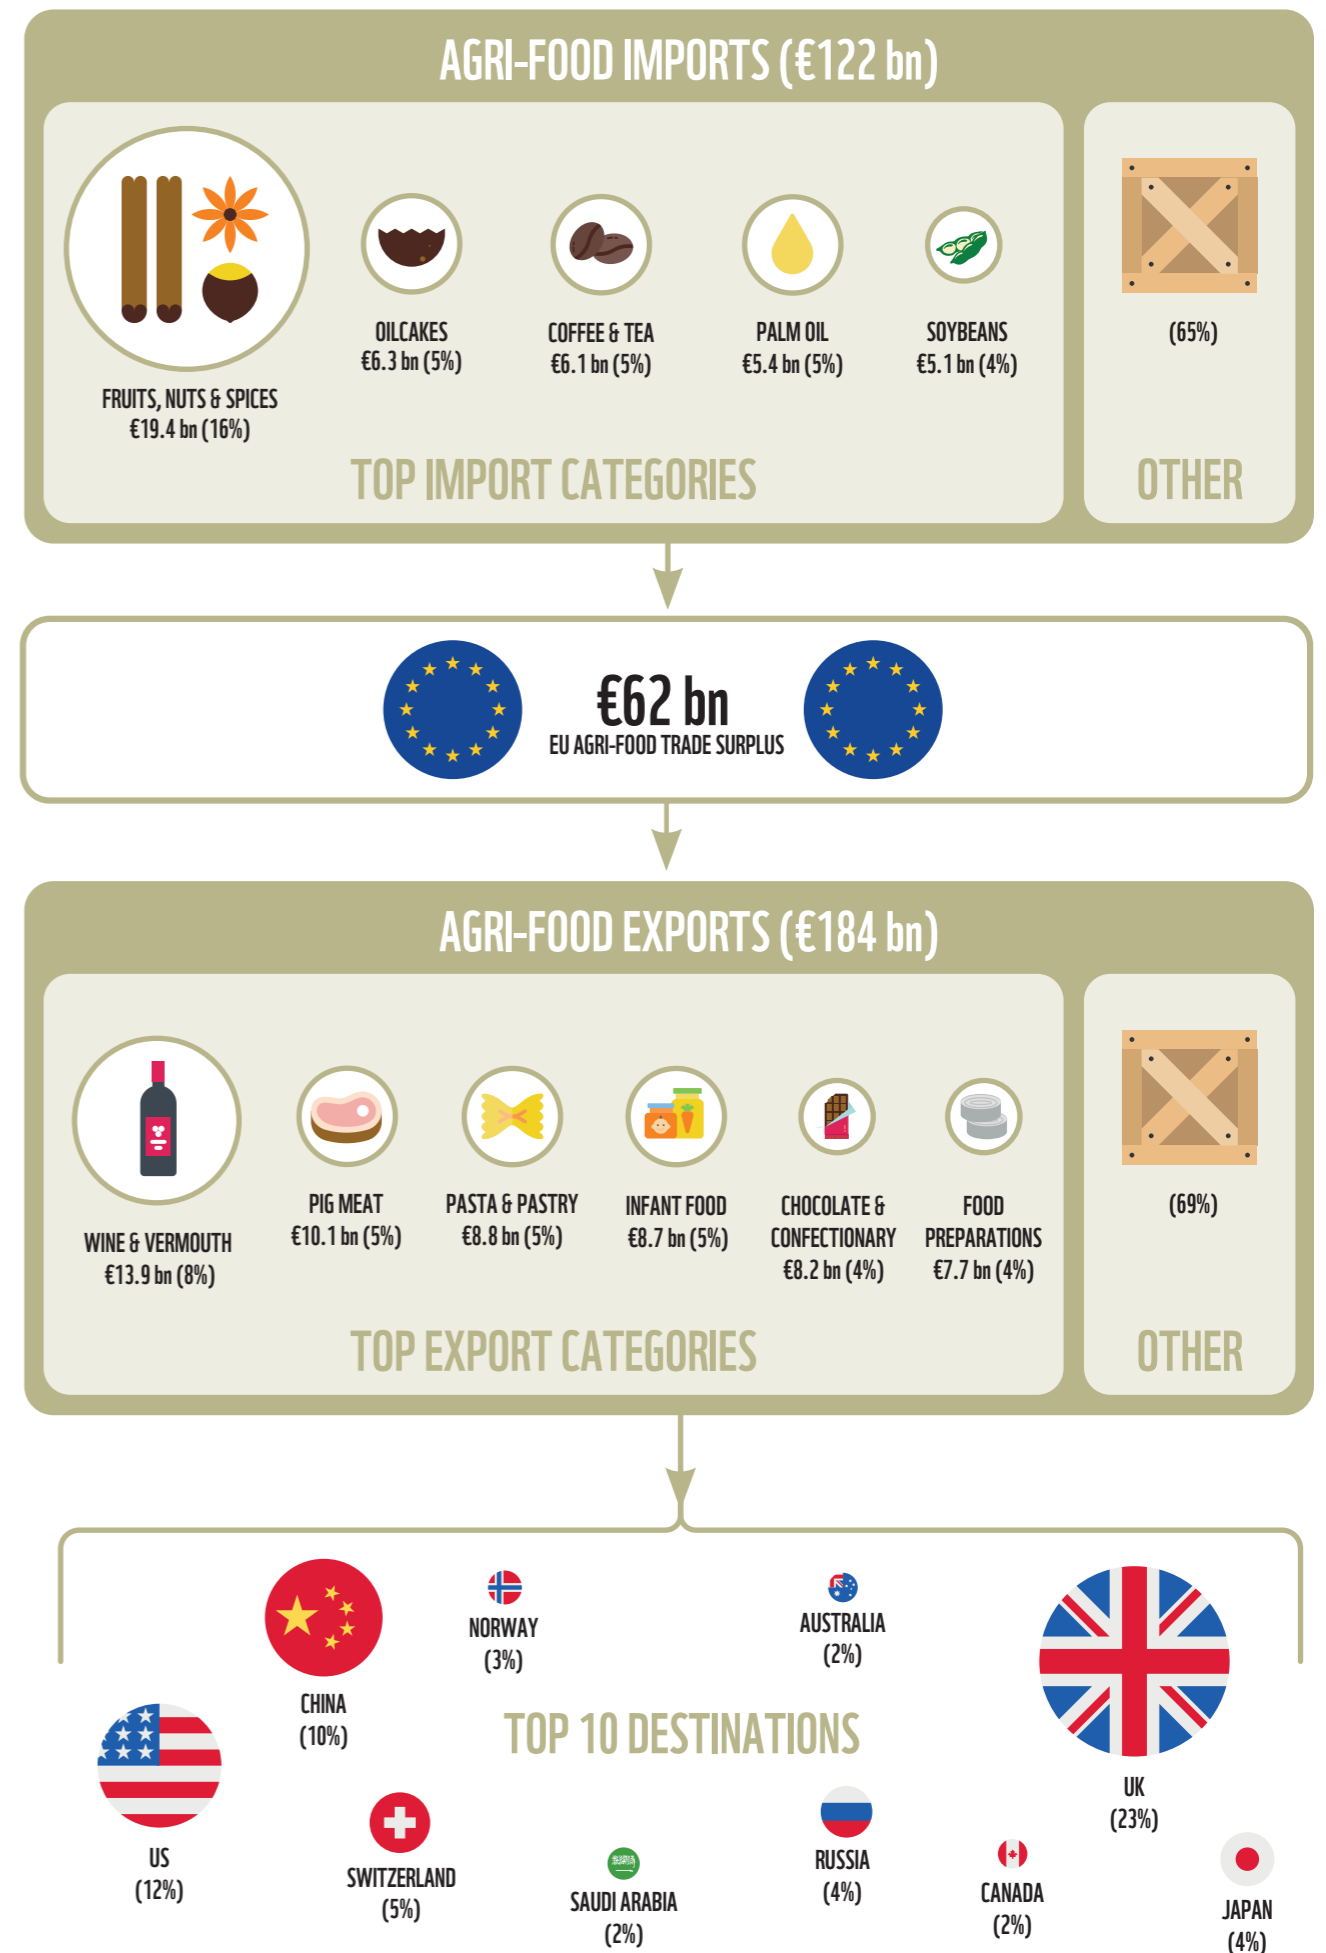 AGRI-FOOD IMPORTS (€122 bn)
FRUITS, NUTS & SPICES
€19.4 bn (16%)
OILCAKES
€6.3 bn (5%)
COFFEE & TEA
€6.1 bn (5%)
PALM OIL
€5.4 bn (5%)
SOYBEANS
€5.1 bn (4%)
(65%)
TOP IMPORT CATEGORIES
OTHER
€62 bn
EU AGRI-FOOD TRADE SURPLUS
AGRI-FOOD EXPORTS (€184 bn)
WINE & VERMOUTH
€13.9 bn (8%)
PIG MEAT
€10.1 bn (5%)
PASTA & PASTRY
€8.8 bn (5%)
INFANT FOOD
€8.7 bn (5%)
CHOCOLATE &
CONFECTIONARY
€8.2 bn (4%)
FOOD
PREPARATIONS
€7.7 bn (4%)
(69%)
TOP EXPORT CATEGORIES
OTHER
CHINA
(10%)
NORWAY
(3%)
AUSTRALIA
(2%)
TOP 10 DESTINATIONS
UK
(23%)
US
(12%)
SWITZERLAND
(5%)
SAUDI ARABIA
(2%)
RUSSIA
(4%)
CANADA
(2%)
JAPAN
(4%)